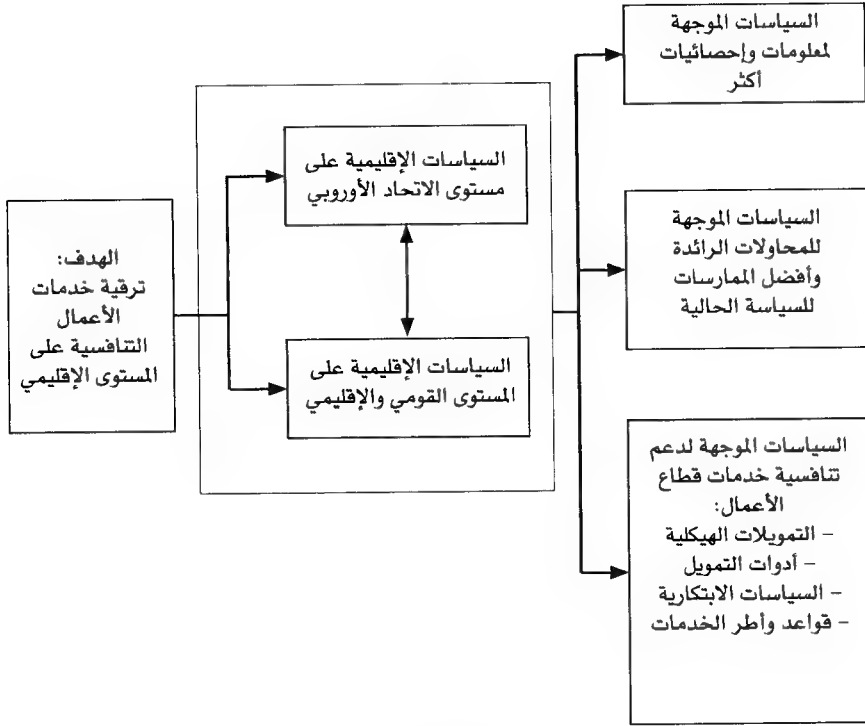 السياسات الموجهة
لمعلومات وإحصائيات
أكثر
السياسات الإقليمية على
مستوى الاتحاد الأوروبي
السياسات الموجهة
للمحاولات الرائدة
وأفضل الممارسات
للسياسة الحالية
الهدف:
ترقية خدمات
الأعمال
التنافسية على
المستوى الإقليمي
السياسات الإقليمية على
المستوى القومي والإقليمي
السياسات الموجهة لدعم
تنافسية خدمات قطاع
الأعمال:
– التمويلات الهيكلية
– أدوات التمويل
– السياسات الابتكارية
– قواعد وأطر الخدمات